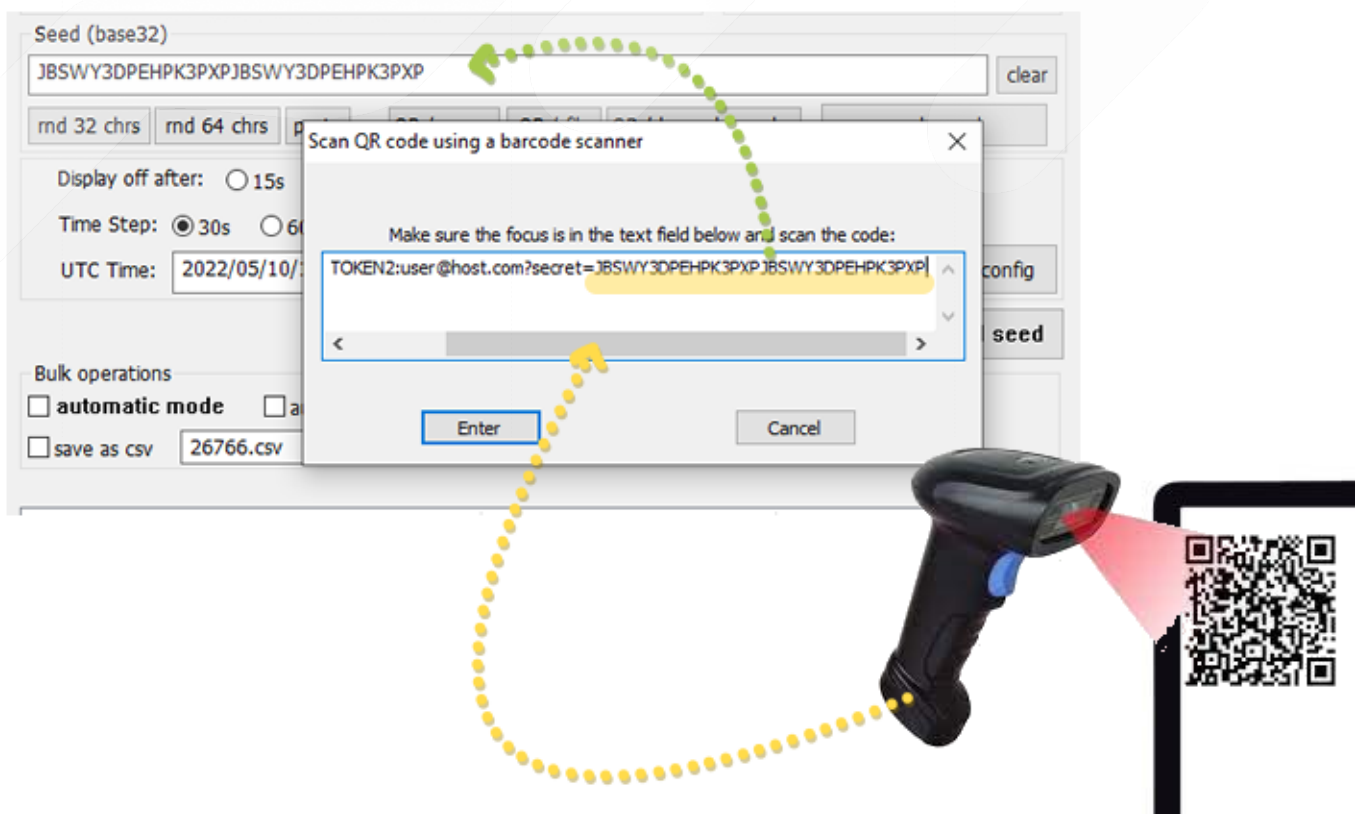 Seed (base32)
JBSWY3DPEHPK3PXPJBSWY3DPEHPK3PXP
clear
rnd 32 chrs
rnd 64 chrs
Scan QR code using a barcode scanner
Display off after:
15s
Time Step:
30s
Make sure the focus is in the text field below and scan the code:
UTC Time:
2022/05/10/
TOKEN2:user@host.com?secret=JBSWY3DPEHPK3PXPJBSWY3DPEHPK3PXP
config
seed
Bulk operations
automatic mode
Enter
Cancel
save as csv
26766.csv